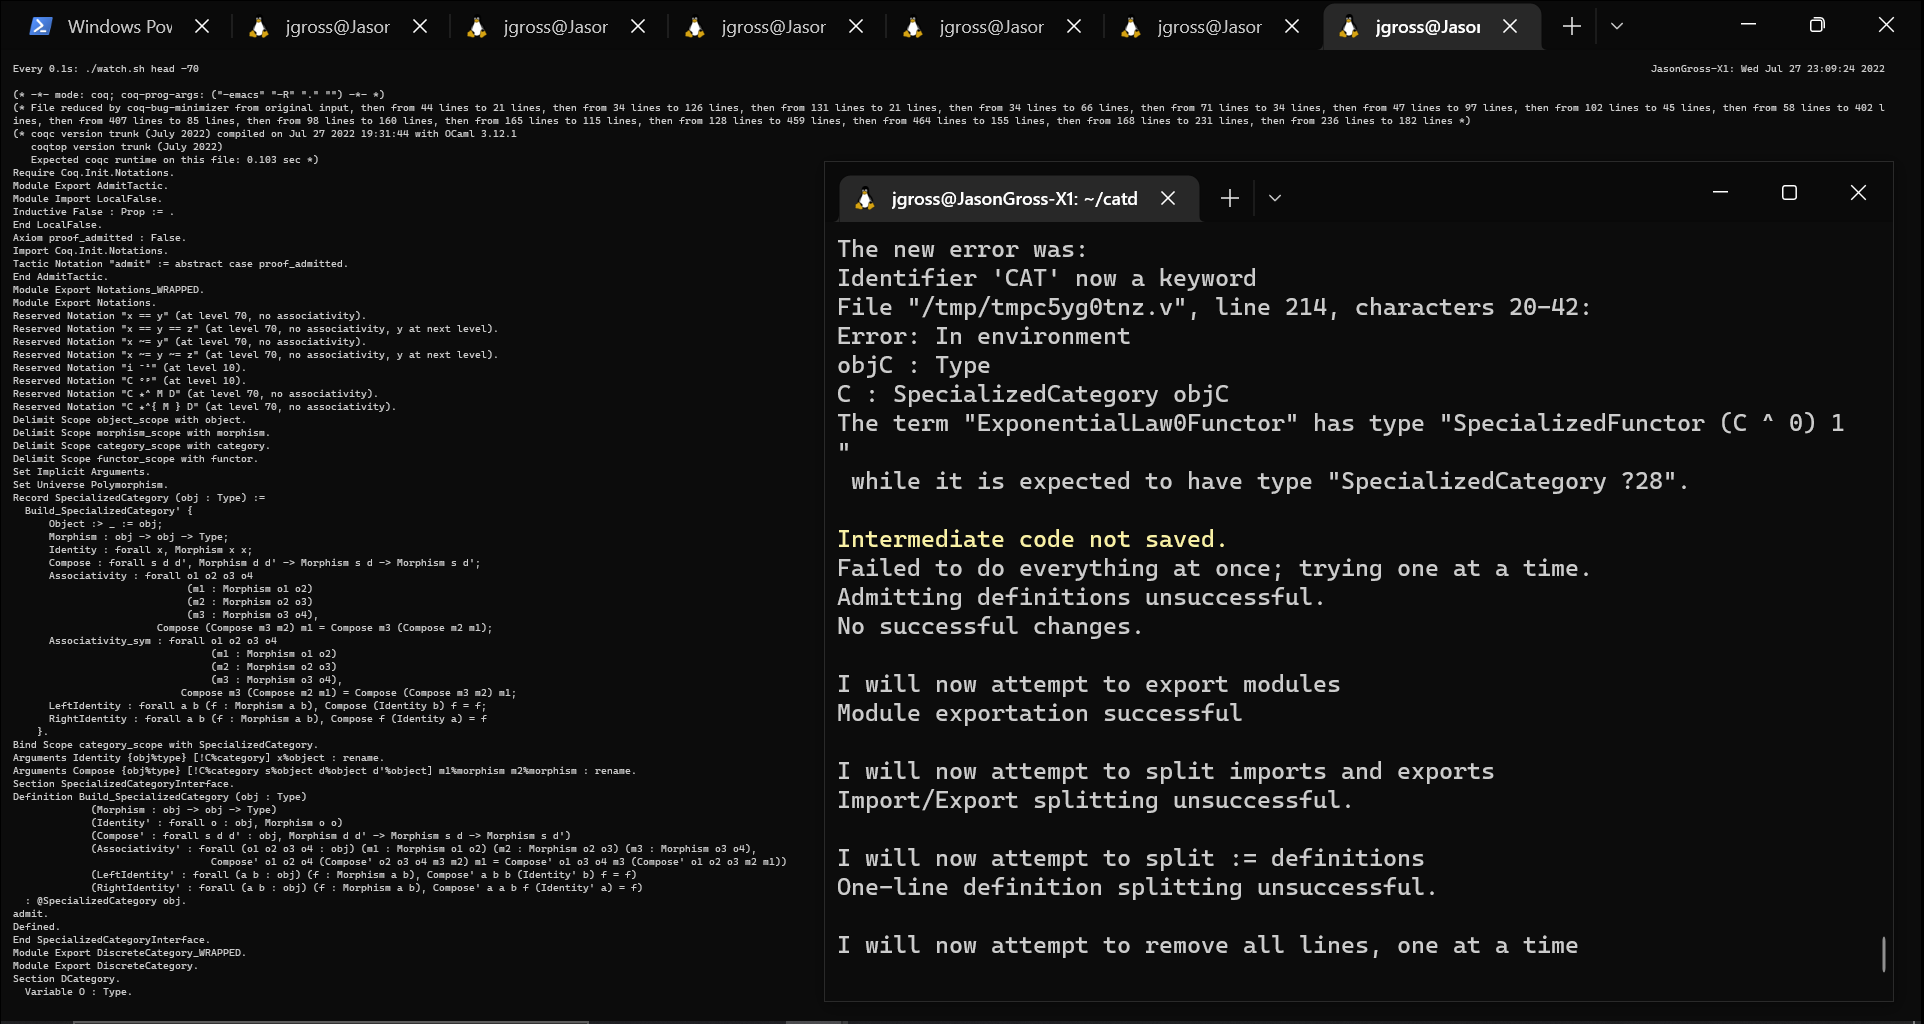 Windows Pow
jgross@Jasor
jgross@Jasor
jgross@Jasor
jgross@Jasor
jgross@Jasor
jgross@Jasor
Every 0.1s: ./watch.sh head -70
JasonGross-X1: Wed Jul 27 23:09:24 2022
(* -*- mode: coq; coq-prog-args: ("-emacs" "-R" "." "") -*- *)
(* File reduced by coq-bug-minimizer from original input, then from 44 lines to 21 lines, then from 34 lines to 126 lines, then from 131 lines to 21 lines, then from 34 lines to 66 lines, then from 71 lines to 34 lines, then from 47 lines to 97 lines, then from 102 lines to 45 lines, then from 58 lines to 402 l
ines, then from 407 lines to 85 lines, then from 98 lines to 160 lines, then from 165 lines to 115 lines, then from 128 lines to 459 lines, then from 464 lines to 155 lines, then from 168 lines to 231 lines, then from 236 lines to 182 lines *)
(* coqc version trunk (July 2022) compiled on Jul 27 2022 19:31:44 with OCaml 3.12.1
coqtop version trunk (July 2022)
Expected coqc runtime on this file: 0.103 sec *)
Require Coq.Init.Notations.
Module Export AdmitTactic.
Module Import LocalFalse.
Inductive False : Prop := .
End LocalFalse.
Axiom proof_admitted : False.
Import Coq.Init.Notations.
Tactic Notation "admit" := abstract case proof_admitted.
End AdmitTactic.
Module Export Notations_WRAPPED.
Module Export Notations.
Reserved Notation "x == y" (at level 70, no associativity).
Reserved Notation "x == y == z" (at level 70, no associativity, y at next level).
Reserved Notation "x ~= y" (at level 70, no associativity).
Reserved Notation "x ~= y ~= z" (at level 70, no associativity, y at next level).
Reserved Notation "i ⁻¹" (at level 10).
Reserved Notation "C ᵒᵖ" (at level 10).
Reserved Notation "C ★^ M D" (at level 70, no associativity).
Reserved Notation "C ★^{ M } D" (at level 70, no associativity).
Delimit Scope object_scope with object.
Delimit Scope morphism_scope with morphism.
Delimit Scope category_scope with category.
Delimit Scope functor_scope with functor.
Set Implicit Arguments.
Set Universe Polymorphism.
Record SpecializedCategory (obj : Type) :=
Build_SpecializedCategory' {
Object :> _ := obj;
Morphism : obj -> obj -> Type;
Identity : forall x, Morphism x x;
Compose : forall s d d', Morphism d d' -> Morphism s d -> Morphism s d';
Associativity : forall o1 o2 o3 o4
(m1 : Morphism o1 o2)
(m2 : Morphism o2 o3)
(m3 : Morphism o3 o4),
Compose (Compose m3 m2) m1 = Compose m3 (Compose m2 m1);
Associativity_sym : forall o1 o2 o3 o4
(m1 : Morphism o1 o2)
(m2 : Morphism o2 o3)
(m3 : Morphism o3 o4),
Compose m3 (Compose m2 m1) = Compose (Compose m3 m2) m1;
LeftIdentity : forall a b (f : Morphism a b), Compose (Identity b) f = f;
RightIdentity : forall a b (f : Morphism a b), Compose f (Identity a) = f
}.
Bind Scope category_scope with SpecializedCategory.
Arguments Identity {obj%type} [!C%category] x%object : rename.
Arguments Compose {obj%type} [!C%category s%object d%object d'%object] m1%morphism m2%morphism : rename.
Section SpecializedCategoryInterface.
Definition Build_SpecializedCategory (obj : Type)
(Morphism : obj -> obj -> Type)
(Identity' : forall o : obj, Morphism o o)
(Compose' : forall s d d' : obj, Morphism d d' -> Morphism s d -> Morphism s d')
(Associativity' : forall (o1 o2 o3 o4 : obj) (m1 : Morphism o1 o2) (m2 : Morphism o2 o3) (m3 : Morphism o3 o4),
Compose' o1 o2 o4 (Compose' o2 o3 o4 m3 m2) m1 = Compose' o1 o3 o4 m3 (Compose' o1 o2 o3 m2 m1))
(LeftIdentity' : forall (a b : obj) (f : Morphism a b), Compose' a b b (Identity' b) f = f)
(RightIdentity' : forall (a b : obj) (f : Morphism a b), Compose' a a b f (Identity' a) = f)
: @SpecializedCategory obj.
admit.
Defined.
End SpecializedCategoryInterface.
Module Export DiscreteCategory_WRAPPED.
Module Export DiscreteCategory.
Section DCategory.
Variable O : Type.
jgross@JasonGross-X1: ~/catd
The new error was:
Identifier 'CAT' now a keyword
File "/tmp/tmpc5yg0tnz.v", line 214, characters 20-42:
Error: In environment
objC : Type
C : SpecializedCategory objC
The term "ExponentialLaw0Functor" has type "SpecializedFunctor (C ^ 0) 1
"
while it is expected to have type "SpecializedCategory ?28".
Intermediate code not saved.
Failed to do everything at once; trying one at a time.
Admitting definitions unsuccessful.
No successful changes.
I will now attempt to export modules
Module exportation successful
I will now attempt to split imports and exports
Import/Export splitting unsuccessful.
I will now attempt to split := definitions
One-line definition splitting unsuccessful.
I will now attempt to remove all lines, one at a time